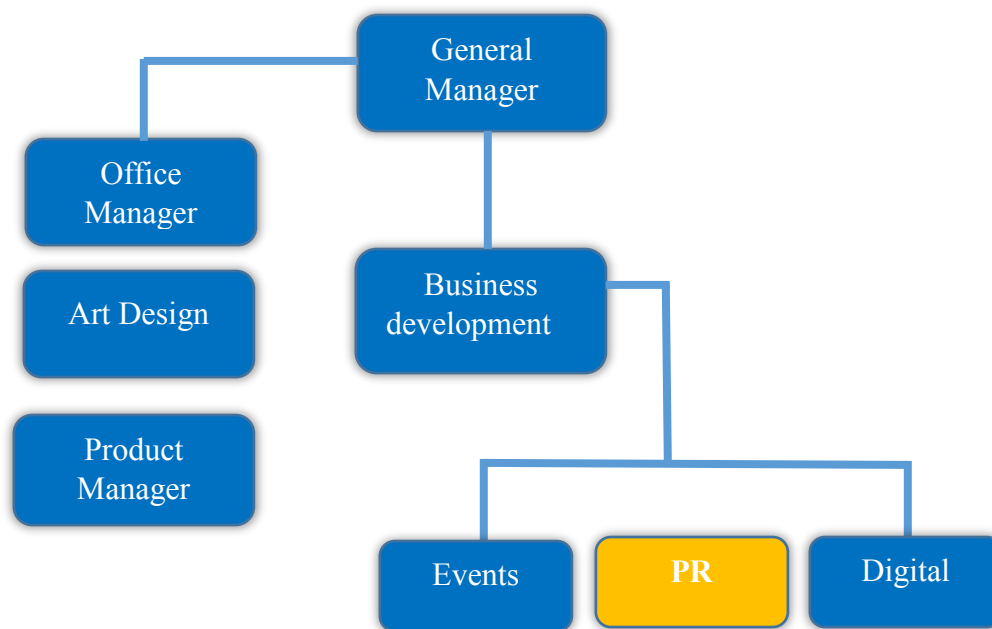 General
Manager
Office
Manager
Art Design
Business
development
Product
Manager
Events
PR
Digital